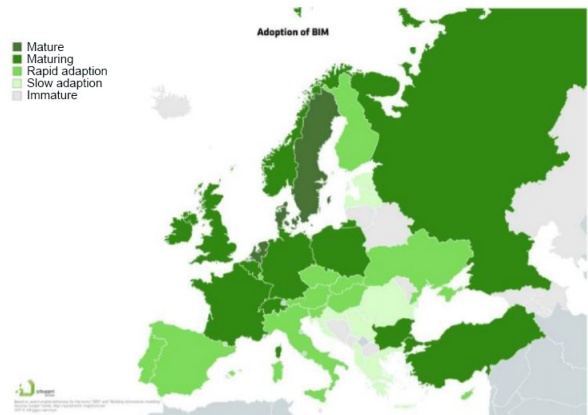 Adoption of BIM
Mature
Maturing
Rapid adaption
Slow adaption
Immature